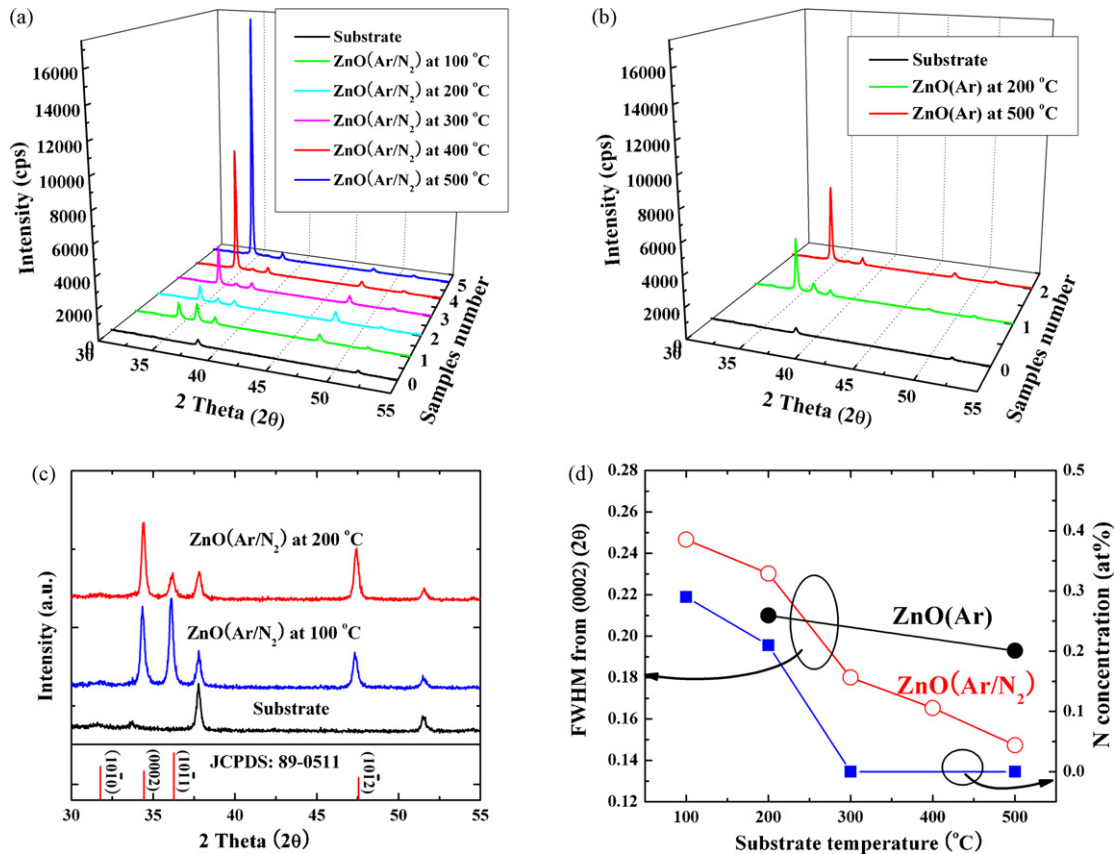 (a)
Substrate
ZnO(Ar/N₂) at 100 °C
ZnO(Ar/N₂) at 200 °C
ZnO(Ar/N₂) at 300 °C
ZnO(Ar/N₂) at 400 °C
ZnO(Ar/N₂) at 500 °C
Intensity (cps)
16000
14000
12000
10000
8000
6000
4000
2000
0
30
35
40
45
50
55
2 Theta (2θ)
0
1
2
3
4
5
Samples number
(b)
Substrate
ZnO(Ar) at 200 °C
ZnO(Ar) at 500 °C
Intensity (cps)
16000
14000
12000
10000
8000
6000
4000
2000
0
30
35
40
45
50
55
2 Theta (2θ)
0
1
2
Samples number
(c)
ZnO(Ar/N₂) at 200 °C
ZnO(Ar/N₂) at 100 °C
Substrate
JCPDS: 89-0511
(101̄0)
(0002)
(101̄1)
(101̄2)
Intensity (a.u.)
30 35 40 45 50 55
2 Theta (2θ)
(d)
FWHM from (0002) (2θ)
0.28
0.26
0.24
0.22
0.20
0.18
0.16
0.14
0.12
ZnO(Ar)
ZnO(Ar/N₂)
0.5
0.4
0.3
0.2
0.1
0.0
N concentration (at%)
100 200 300 400 500
Substrate temperature (°C)